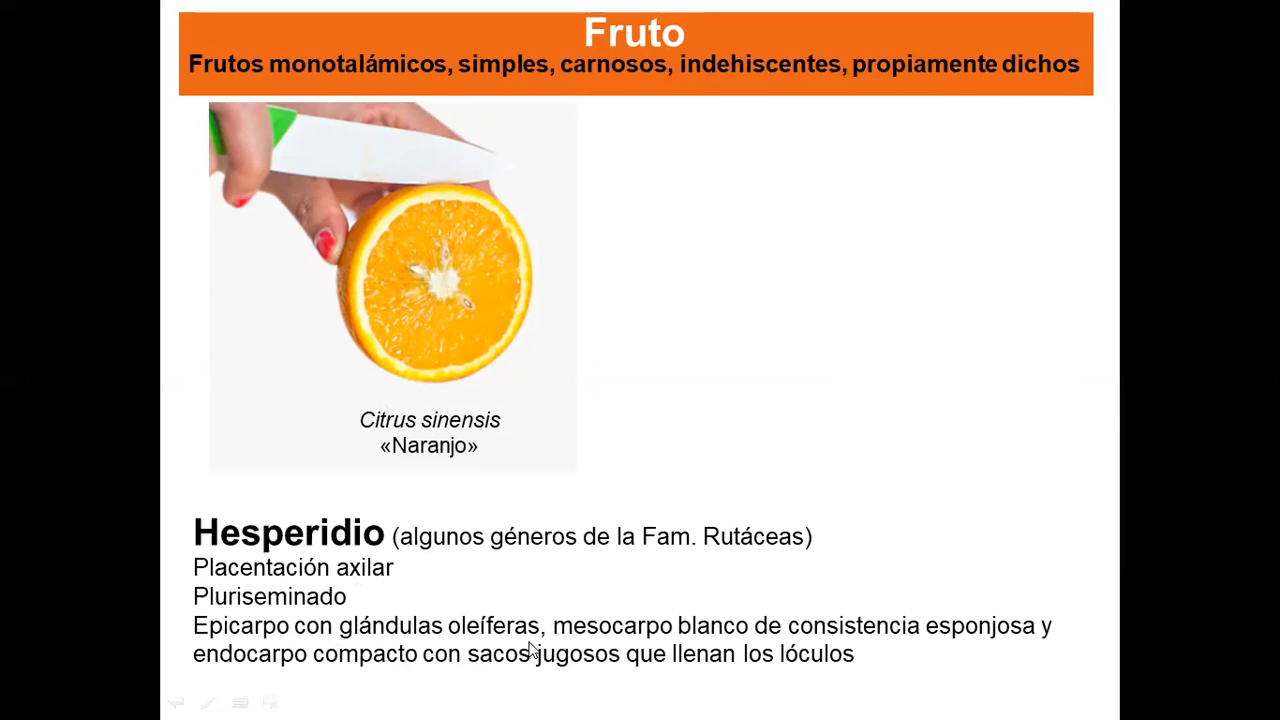 Fruto
Frutos monotalámicos, simples, carnosos, indehiscentes, propiamente dichos
Citrus sinensis
«Naranjo»
Hesperidio (algunos géneros de la Fam. Rutáceas)
Placentación axilar
Pluriseminado
Epicarpo con glándulas oleíferas, mesocarpo blanco de consistencia esponjosa y
endocarpo compacto con sacos jugosos que llenan los lóculos